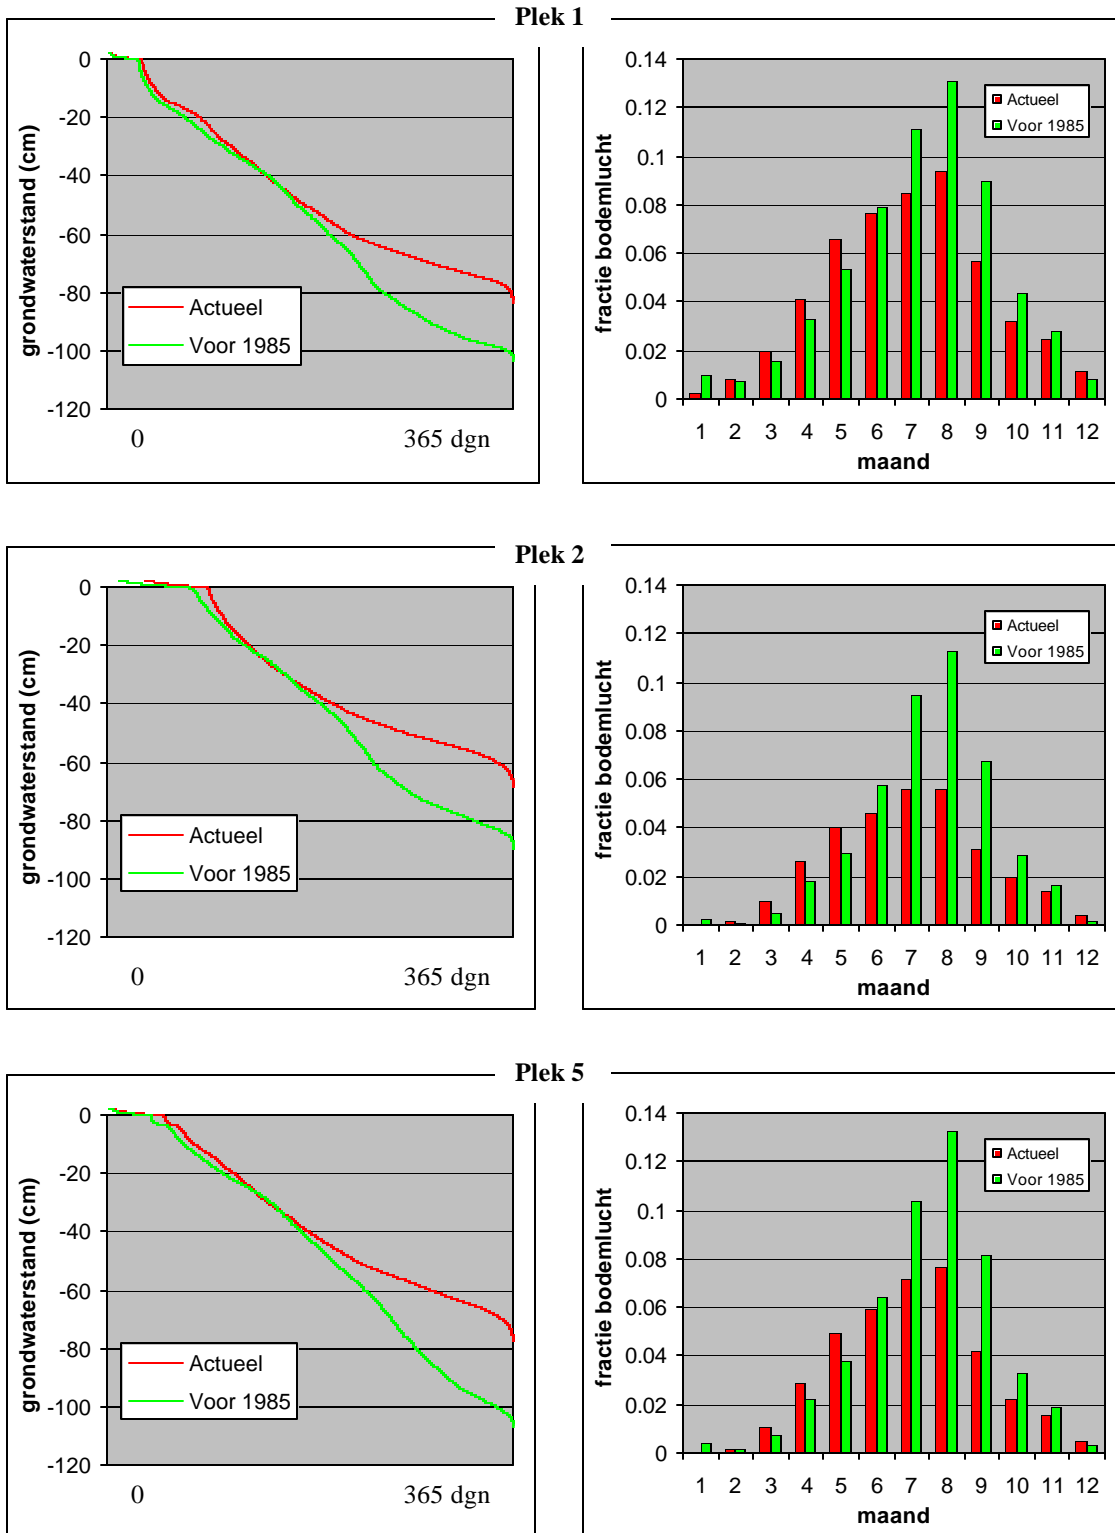 Plek 1
grondwaterstand (cm)
0
-20
-40
-60
-80
-100
-120
Actueel
Voor 1985
0 365 dgn
fractie bodemlucht
0.14
0.12
0.1
0.08
0.06
0.04
0.02
0
Actueel
Voor 1985
1 2 3 4 5 6 7 8 9 10 11 12
maand
Plek 2
grondwaterstand (cm)
0
-20
-40
-60
-80
-100
-120
Actueel
Voor 1985
0 365 dgn
fractie bodemlucht
0.14
0.12
0.1
0.08
0.06
0.04
0.02
0
Actueel
Voor 1985
1 2 3 4 5 6 7 8 9 10 11 12
maand
Plek 5
grondwaterstand (cm)
0
-20
-40
-60
-80
-100
-120
Actueel
Voor 1985
0 365 dgn
fractie bodemlucht
0.14
0.12
0.1
0.08
0.06
0.04
0.02
0
Actueel
Voor 1985
1 2 3 4 5 6 7 8 9 10 11 12
maand